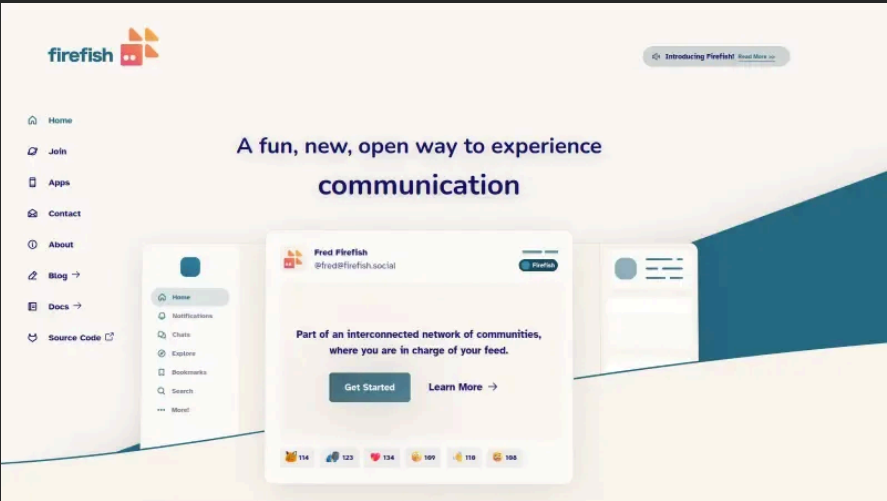 firefish
Introducing Firefish! Read More
Home
Join
Apps
Contact
About
Blog →
Docs →
Source Code
A fun, new, open way to experience
communication
Home
Notifications
Chats
Explore
Bookmarks
Search
More!
Fred Firefish
@fred@firefish.social
Firefish
Part of an interconnected network of communities,
where you are in charge of your feed.
Get Started
Learn More →
114 123 134 109 110 108